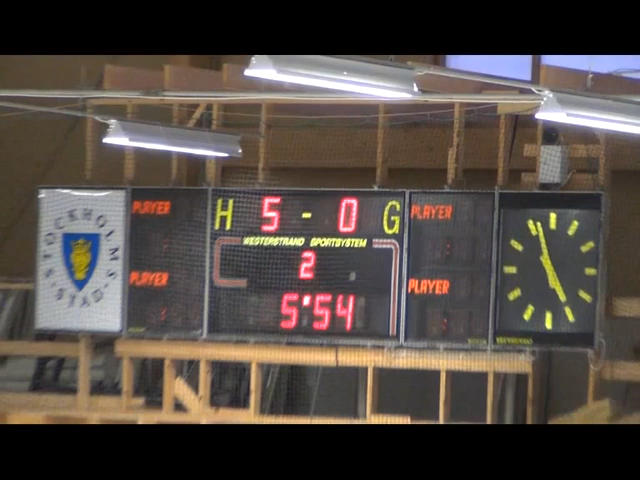 STOCKHOLMS
STAD
PLAYER
PLAYER
H 5 - 0 G
WESTERSTRAND SPORTSYSTEM
2
5:54
PLAYER
PLAYER